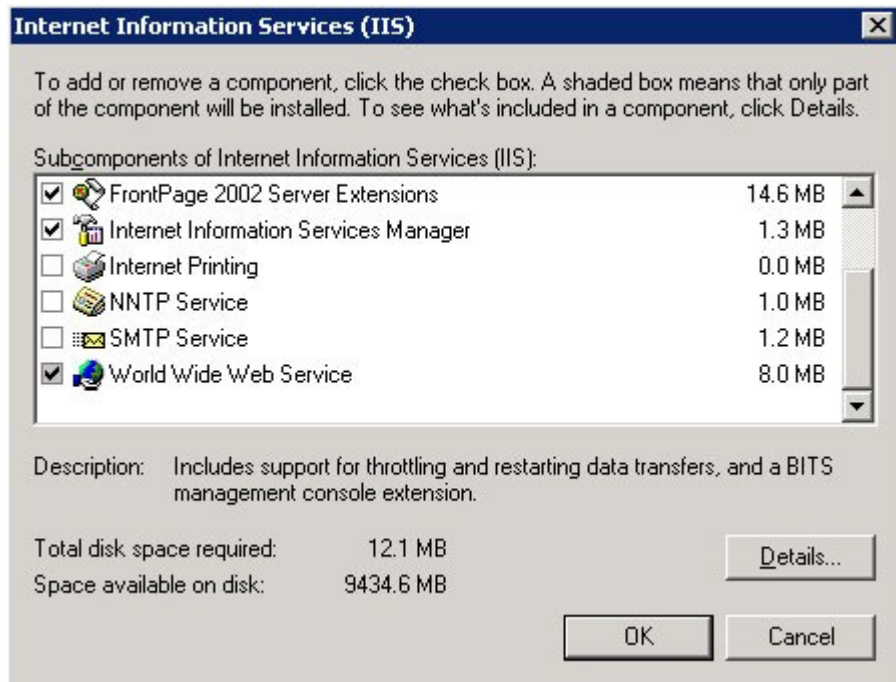 Internet Information Services (IIS)
To add or remove a component, click the check box. A shaded box means that only part
of the component will be installed. To see what's included in a component, click Details.
Subcomponents of Internet Information Services (IIS):
FrontPage 2002 Server Extensions 14.6 MB
Internet Information Services Manager 1.3 MB
Internet Printing 0.0 MB
NNTP Service 1.0 MB
SMTP Service 1.2 MB
World Wide Web Service 8.0 MB
Description: Includes support for throttling and restarting data transfers, and a BITS
management console extension.
Total disk space required: 12.1 MB
Space available on disk: 9434.6 MB
Details...
OK Cancel